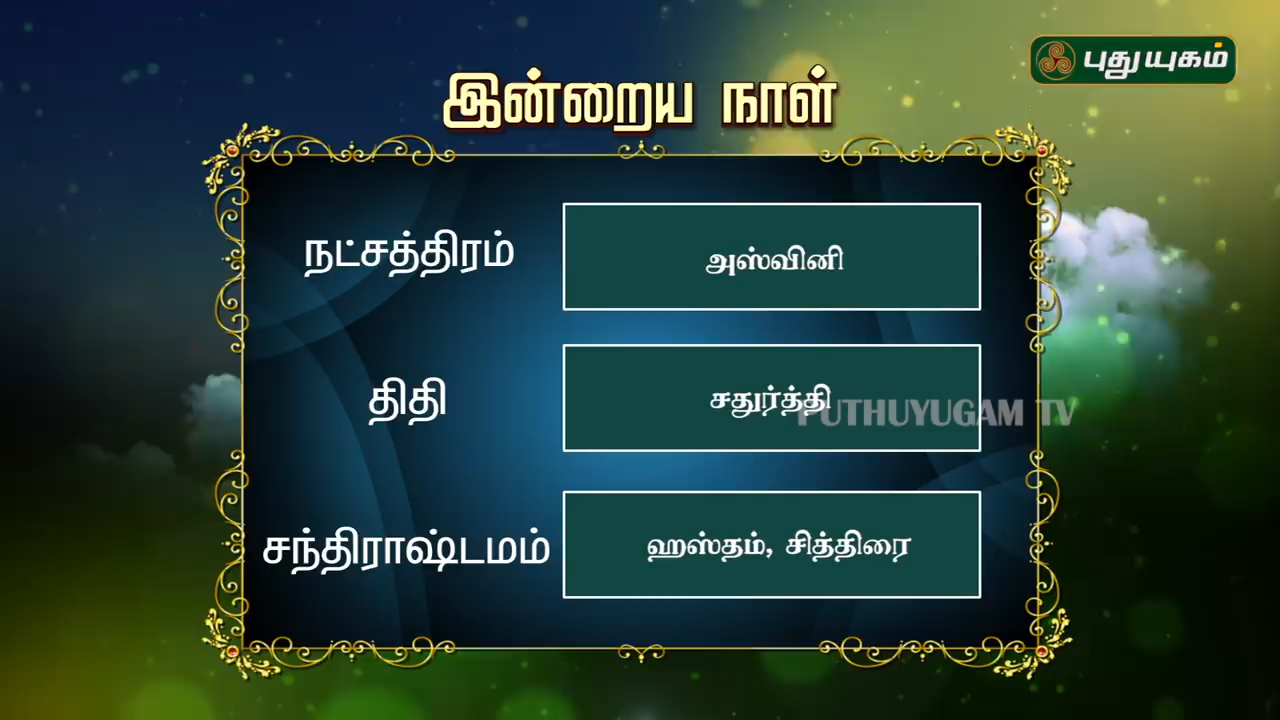 புதுயுகம்
இன்றைய நாள்
நட்சத்திரம்
அஸ்வினி
திதி
சதுர்த்தி
PUTHUYUGAM TV
சந்திராஷ்டமம்
ஹஸ்தம், சித்திரை